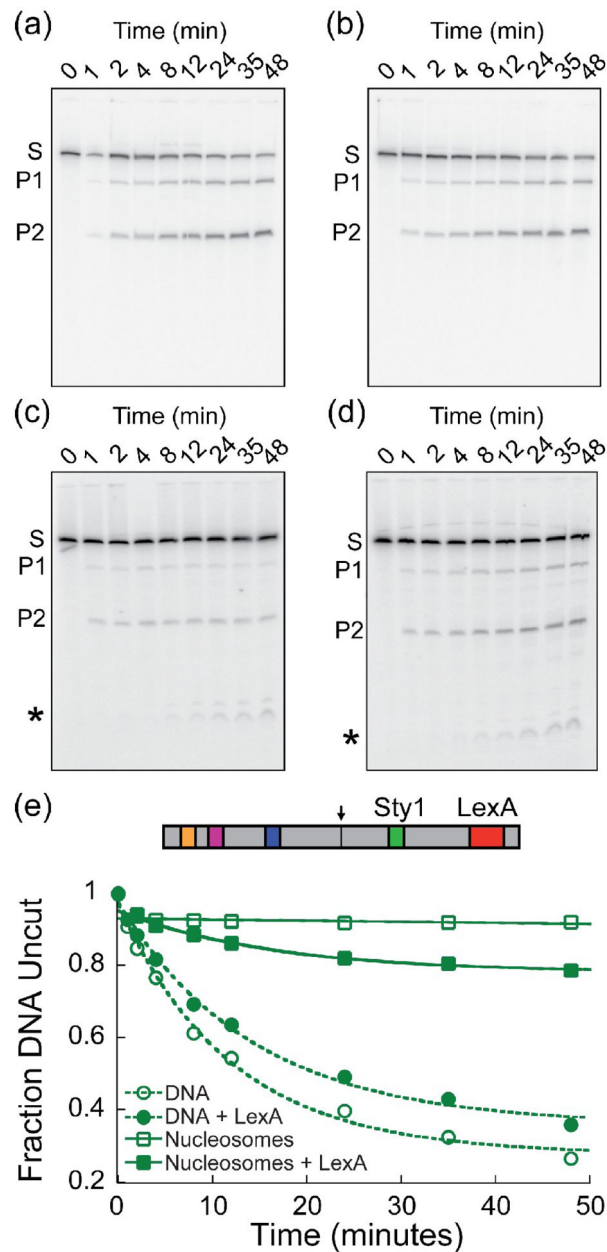 (a)
Time (min)
0 1 2 4 8 12 24 35 48
S
P1
P2
(b)
Time (min)
0 1 2 4 8 12 24 35 48
S
P1
P2
(c)
Time (min)
0 1 2 4 8 12 24 35 48
S
P1
P2
*
(d)
Time (min)
0 1 2 4 8 12 24 35 48
S
P1
P2
*
(e)
Sty1 LexA
Fraction DNA Uncut
1
0.8
0.6
0.4
0.2
DNA
DNA + LexA
Nucleosomes
Nucleosomes + LexA
0 10 20 30 40 50
Time (minutes)